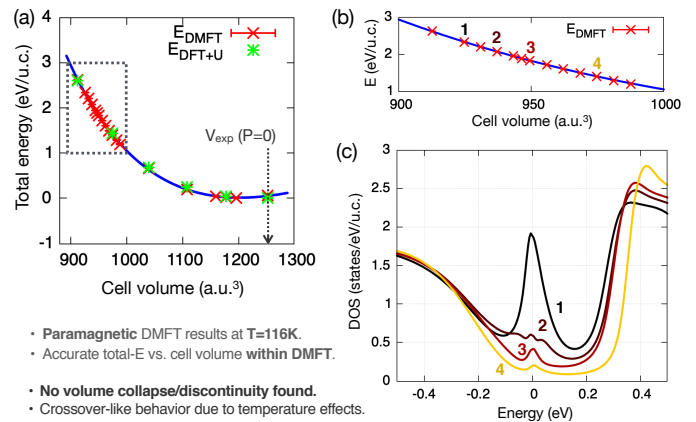 (a)
E_DMFT
E_DFT+U
Total energy (eV/u.c.)
4
3
2
1
0
-1
V_exp (P=0)
900 1000 1100 1200 1300
Cell volume (a.u.³)
(b)
E (eV/u.c.)
4
3
2
1
0
1 2 3 4
E_DMFT
900 950 1000
Cell volume (a.u.³)
(c)
DOS (states/eV/u.c.)
3
2.5
2
1.5
1
0.5
0
1
2
3
4
-0.4 -0.2 0 0.2 0.4
Energy (eV)
• Paramagnetic DMFT results at T=116K.
• Accurate total-E vs. cell volume within DMFT.
• No volume collapse/discontinuity found.
• Crossover-like behavior due to temperature effects.